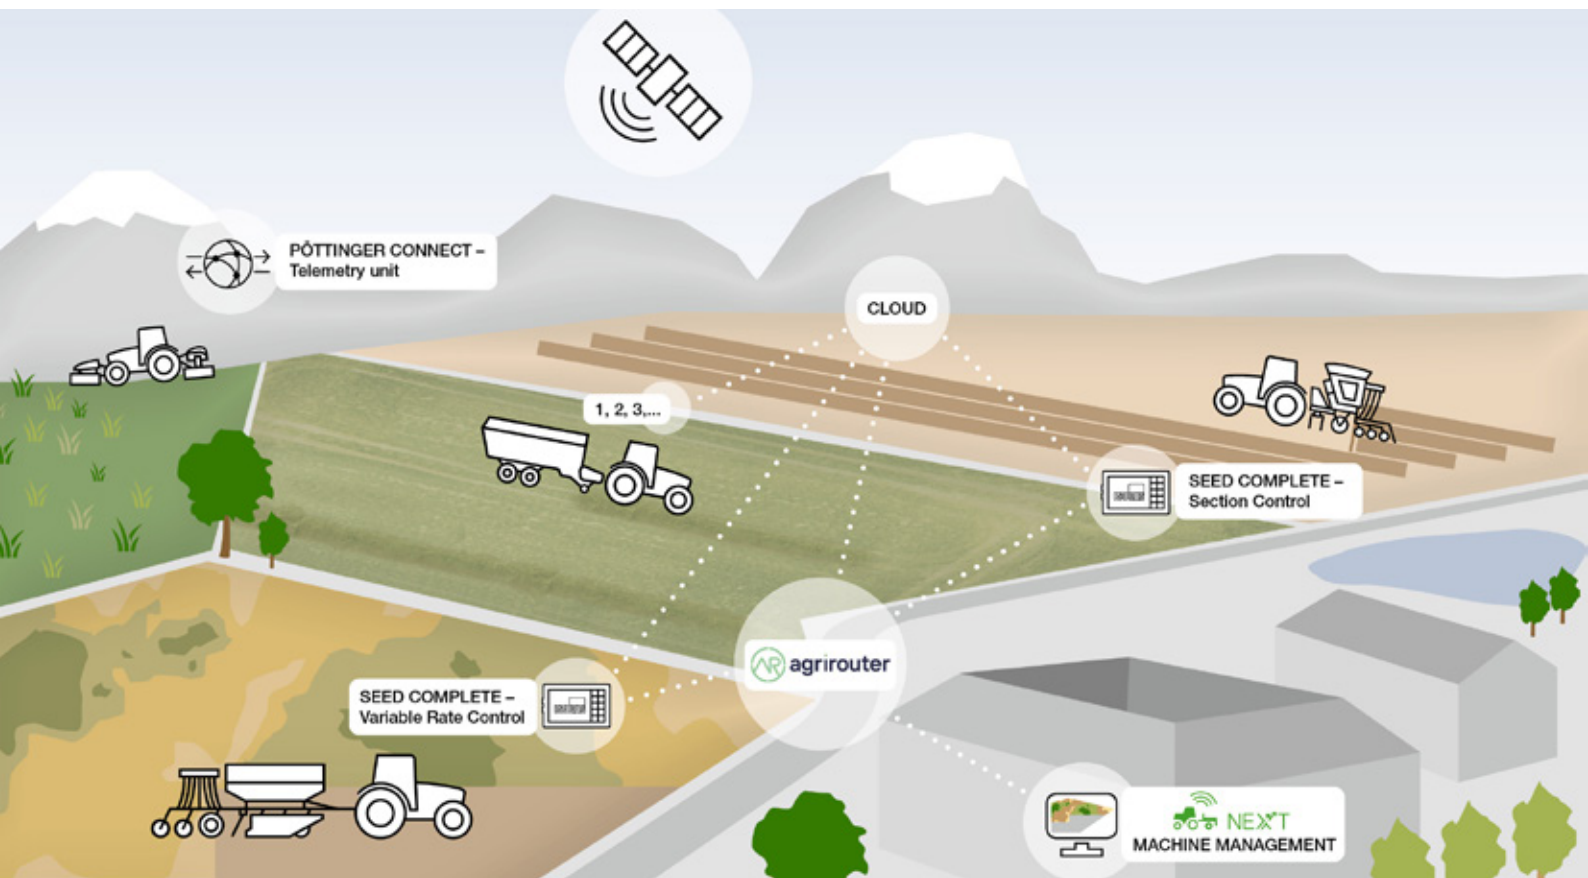 PÖTTINGER CONNECT –
Telemetry unit
CLOUD
1, 2, 3,...
SEED COMPLETE –
Section Control
agrirouter
SEED COMPLETE –
Variable Rate Control
NEXT
MACHINE MANAGEMENT